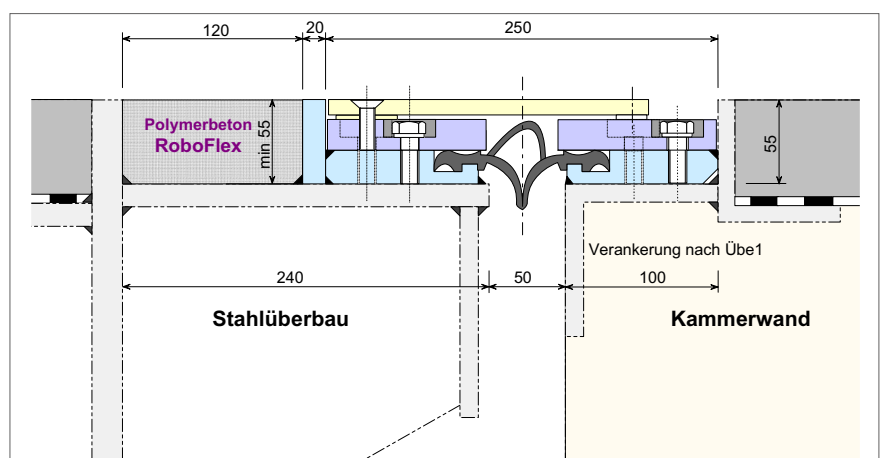 120
20
250
Polymerbeton
RoboFlex
min 55
55
Verankerung nach Übe1
240
50
100
Stahlüberbau
Kammerwand